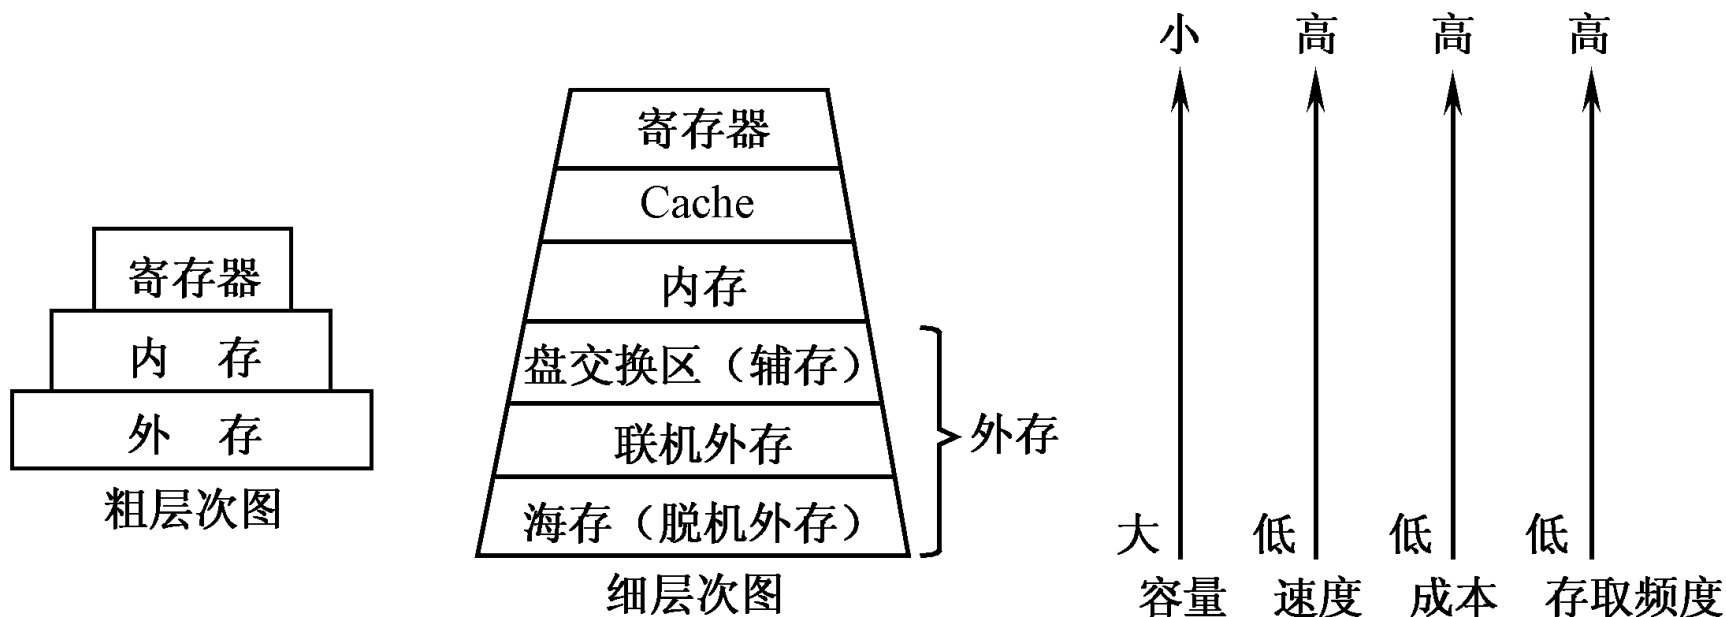 寄存器
内 存
外 存
粗层次图
寄存器
Cache
内存
盘交换区（辅存）
联机外存
海存（脱机外存）
外存
细层次图
小 高 高 高
大 低 低 低
容量 速度 成本 存取频度